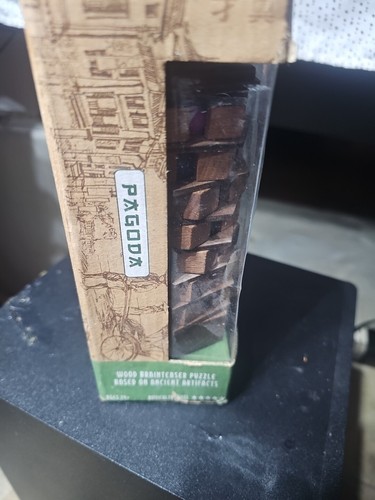 PAGODA
WOOD BRAINTEASER PUZZLE
BASED ON ANCIENT ARTIFACTS